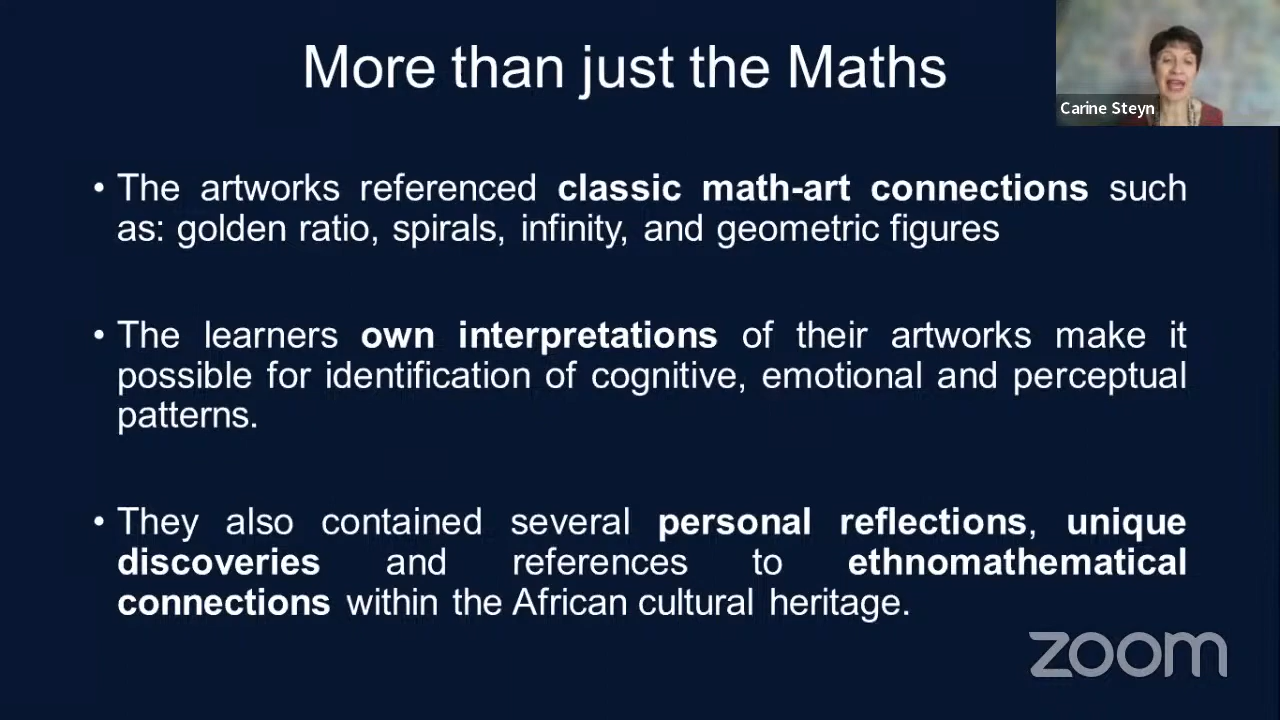 More than just the Maths
Carine Steyn
• The artworks referenced classic math-art connections such
as: golden ratio, spirals, infinity, and geometric figures
• The learners own interpretations of their artworks make it
possible for identification of cognitive, emotional and perceptual
patterns.
• They also contained several personal reflections, unique
discoveries and references to ethnomathematical
connections within the African cultural heritage.
zoom